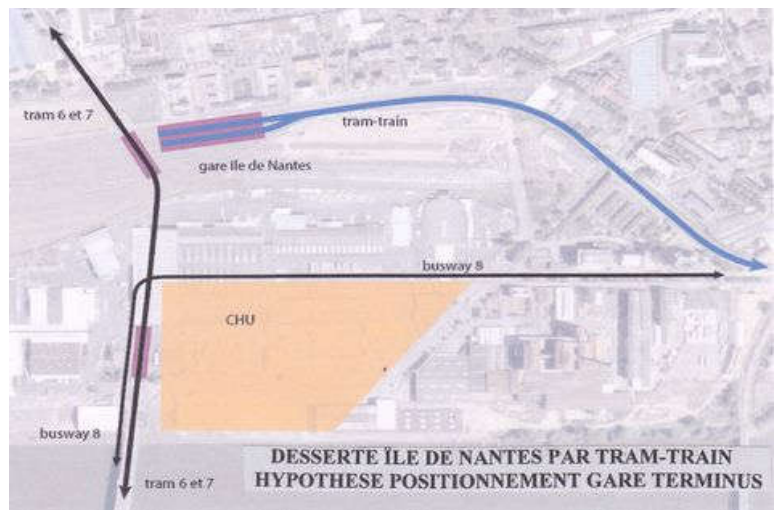 tram 6 et 7
tram-train
gare île de Nantes
busway 8
CHU
busway 8
tram 6 et 7
DESSERTE ÎLE DE NANTES PAR TRAM-TRAIN
HYPOTHESE POSITIONNEMENT GARE TERMINUS